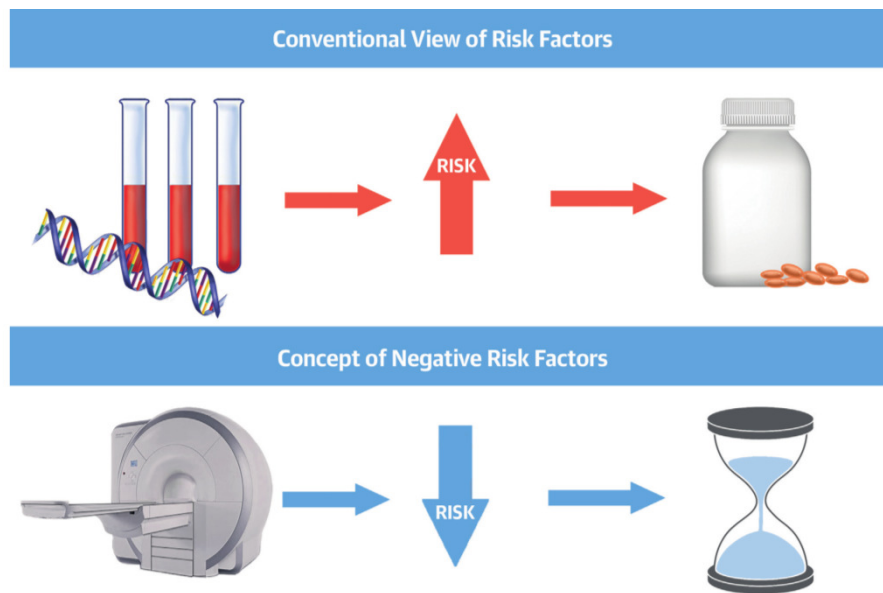 Conventional View of Risk Factors
RISK
Concept of Negative Risk Factors
RISK